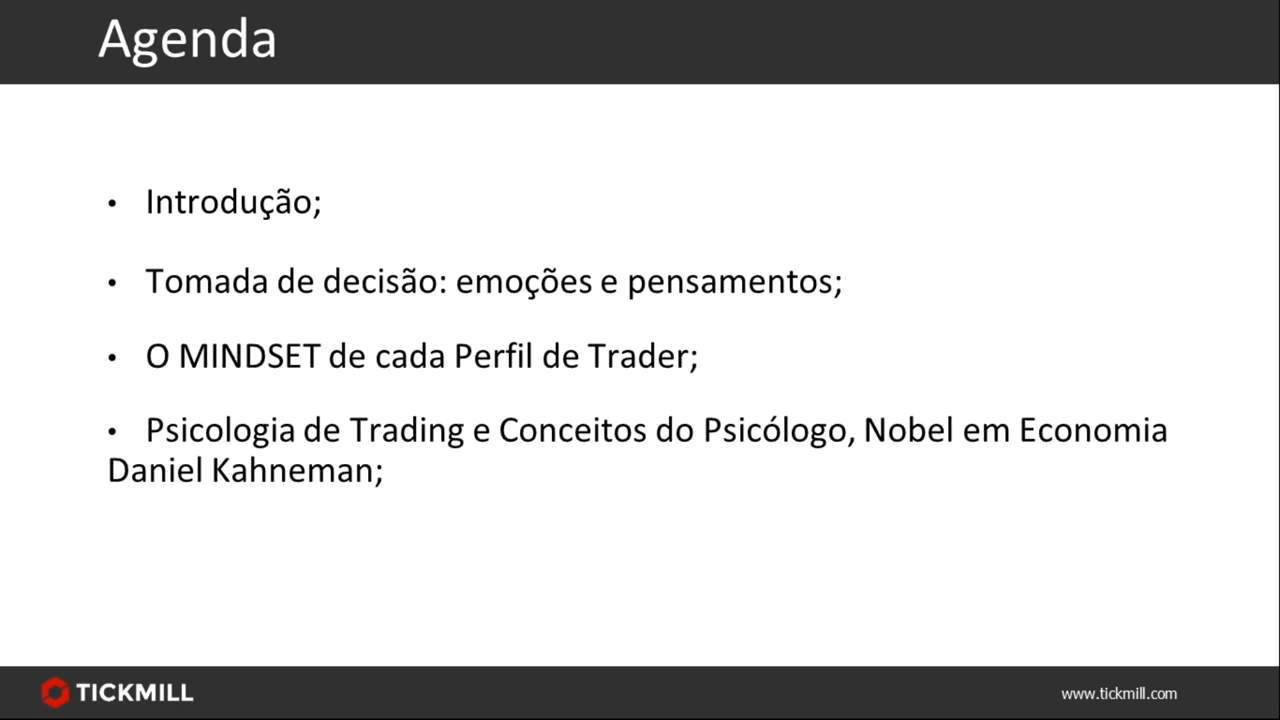 Agenda
• Introdução;
• Tomada de decisão: emoções e pensamentos;
• O MINDSET de cada Perfil de Trader;
• Psicologia de Trading e Conceitos do Psicólogo, Nobel em Economia
Daniel Kahneman;
TICKMILL
www.tickmill.com